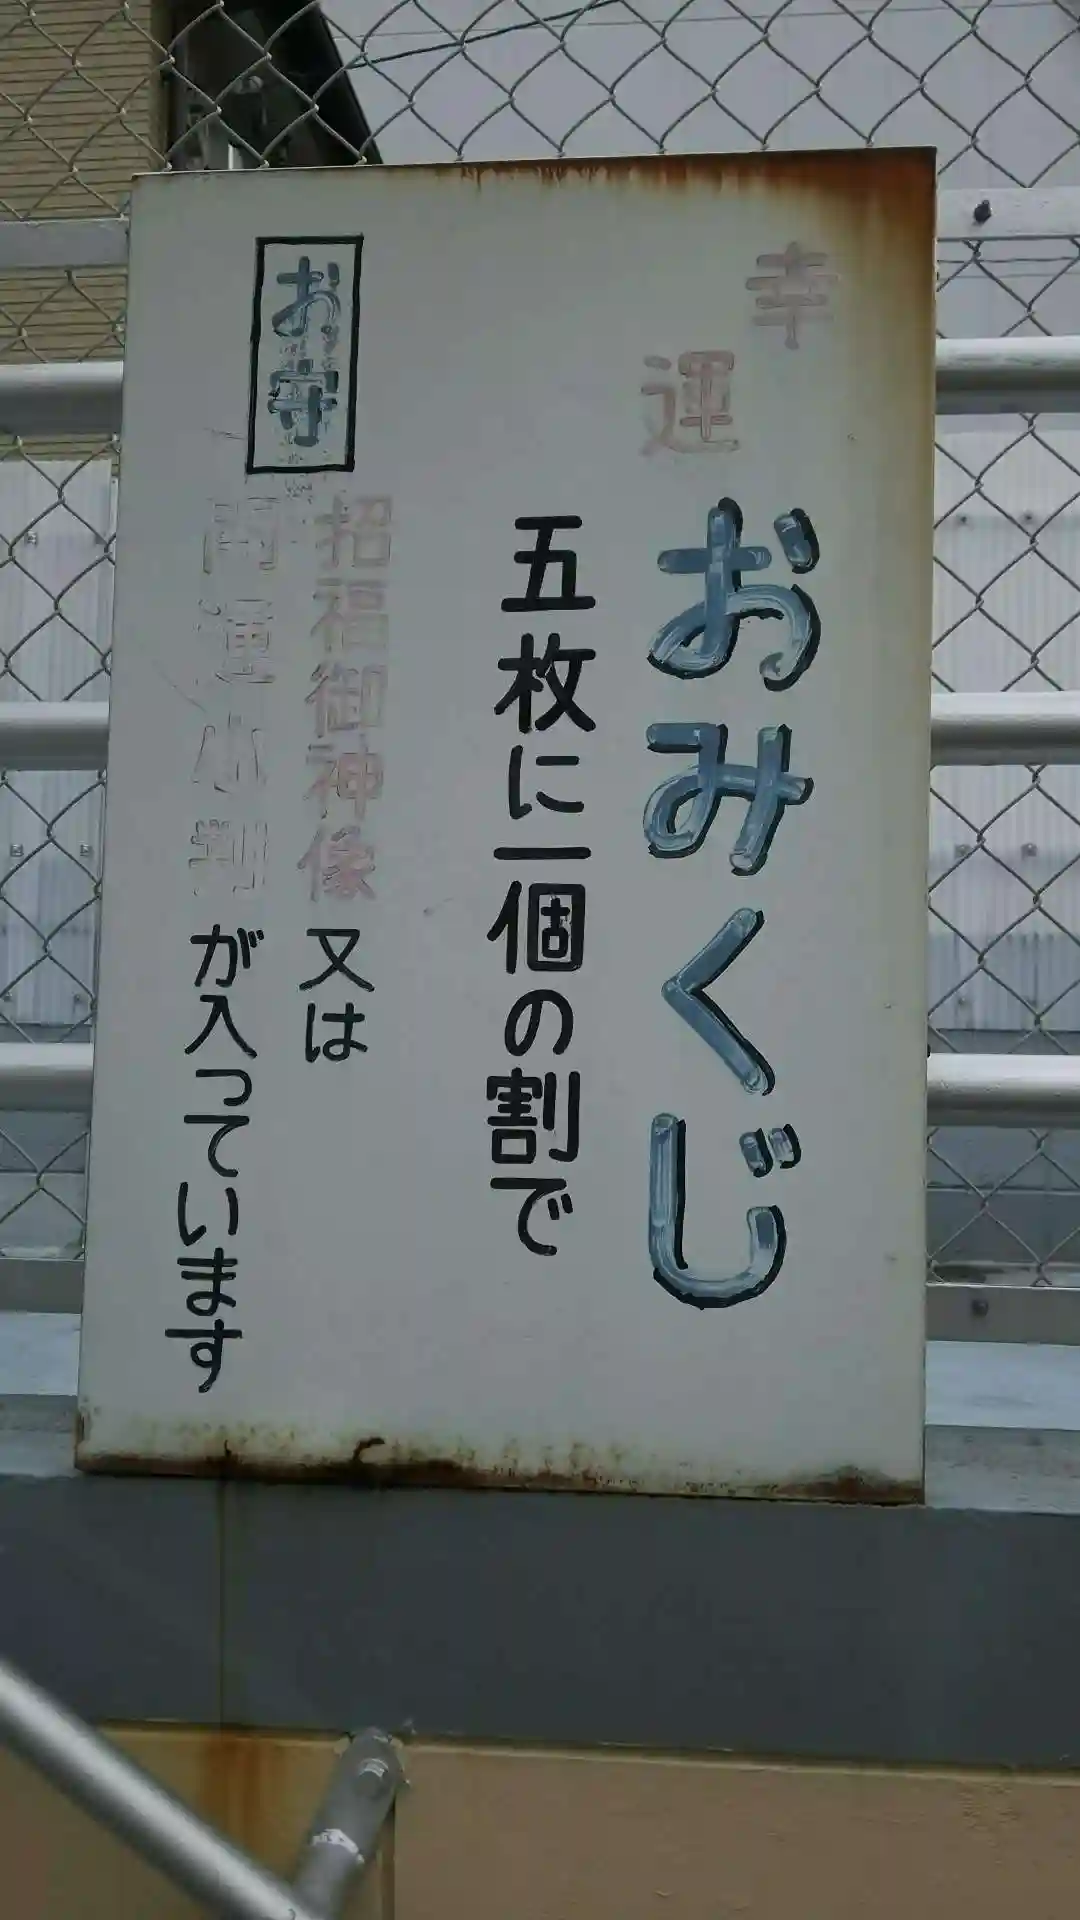 幸運
おみくじ
五枚に一個の割で
お守
招福御神像又は
開運小判が入っています